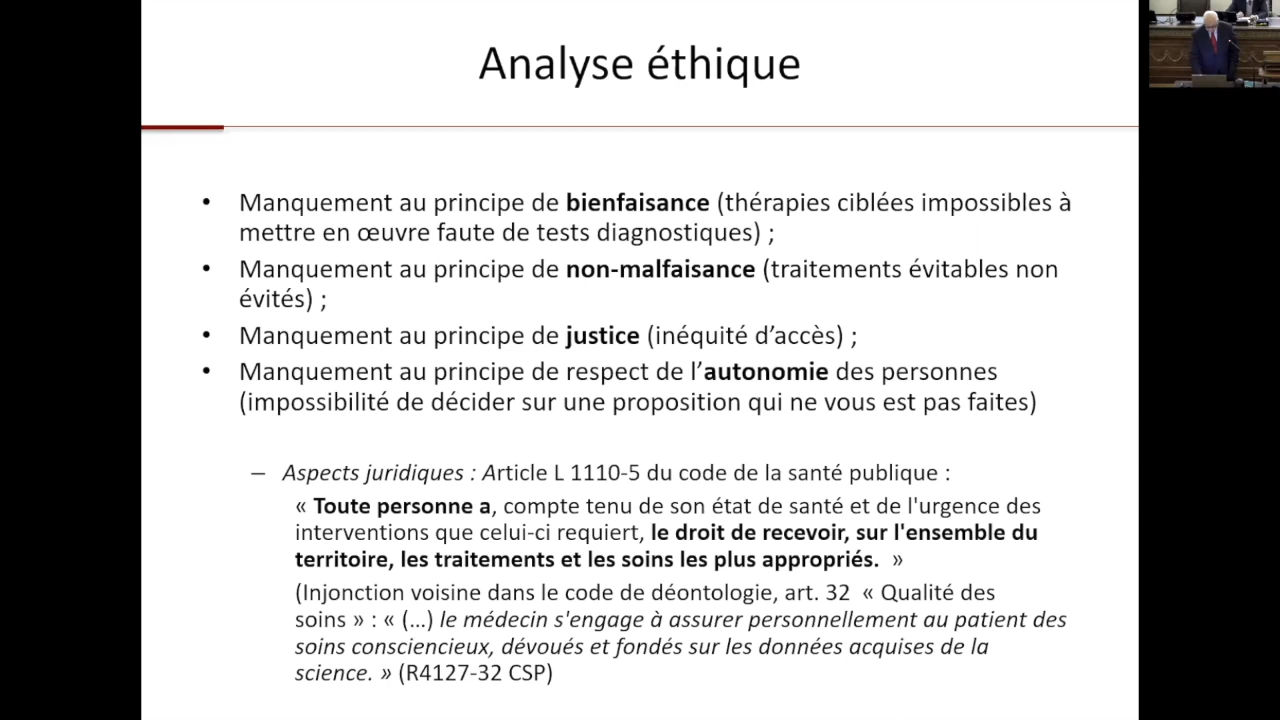 Analyse éthique
• Manquement au principe de bienfaisance (thérapies ciblées impossibles à
mettre en œuvre faute de tests diagnostiques) ;
• Manquement au principe de non-malfaisance (traitements évitables non
évités) ;
• Manquement au principe de justice (inéquité d’accès) ;
• Manquement au principe de respect de l’autonomie des personnes
(impossibilité de décider sur une proposition qui ne vous est pas faites)
– Aspects juridiques : Article L 1110-5 du code de la santé publique :
« Toute personne a, compte tenu de son état de santé et de l'urgence des
interventions que celui-ci requiert, le droit de recevoir, sur l'ensemble du
territoire, les traitements et les soins les plus appropriés. »
(Injonction voisine dans le code de déontologie, art. 32 « Qualité des
soins » : « (…) le médecin s'engage à assurer personnellement au patient des
soins consciencieux, dévoués et fondés sur les données acquises de la
science. » (R4127-32 CSP)